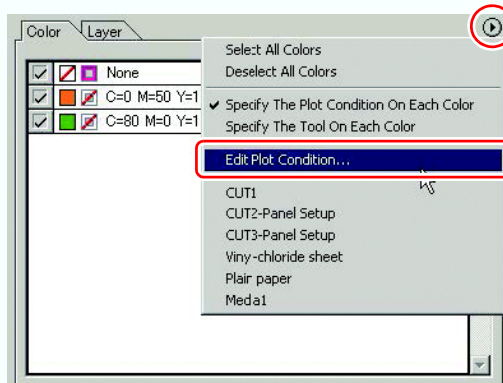 Color Layer
Select All Colors
Deselect All Colors
None
C=0 M=50 Y=1
C=80 M=0 Y=1
Specify The Plot Condition On Each Color
Specify The Tool On Each Color
Edit Plot Condition...
CUT1
CUT2-Panel Setup
CUT3-Panel Setup
Viny-chloride sheet
Plair paper
Meda1